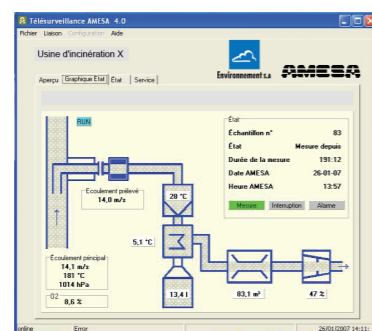 Télésurveillance AMESA 4.0
Fichier Liaison Configuration Aide
Usine d'incinération X
Environnement s.a AMESA
Aperçu Graphique Etat État Service
RUN
État
Échantillon n° 83
État Mesure depuis
Durée de la mesure 191:12
Date AMESA 26-01-07
Heure AMESA 13:57
Mesure Interruption Alarme
Ecoulement prélevé
14,0 m/s
28 °C
5,1 °C
Écoulement principal
14,1 m/s
181 °C
1014 hPa
O2
8,6 %
13,4 l
83,1 m³
47 %
online Error 26/01/2007 14:11: